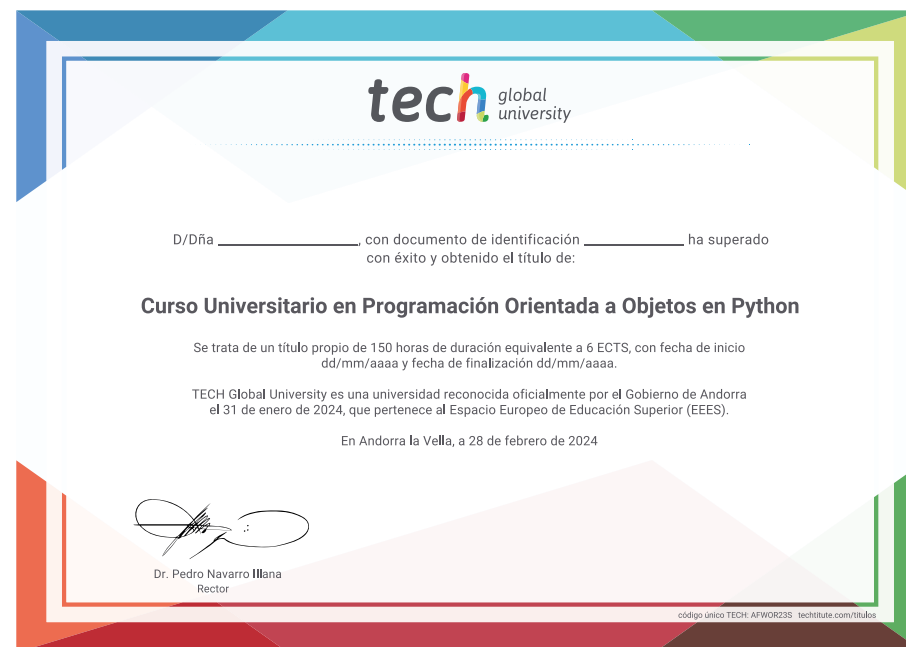 tech global university
D/Dña ____________________, con documento de identificación ______________ ha superado
con éxito y obtenido el título de:
Curso Universitario en Programación Orientada a Objetos en Python
Se trata de un título propio de 150 horas de duración equivalente a 6 ECTS, con fecha de inicio
dd/mm/aaaa y fecha de finalización dd/mm/aaaa.
TECH Global University es una universidad reconocida oficialmente por el Gobierno de Andorra
el 31 de enero de 2024, que pertenece al Espacio Europeo de Educación Superior (EEES).
En Andorra la Vella, a 28 de febrero de 2024
Dr. Pedro Navarro Illana
Rector
código único TECH: AFWOR23S techtitute.com/titulos